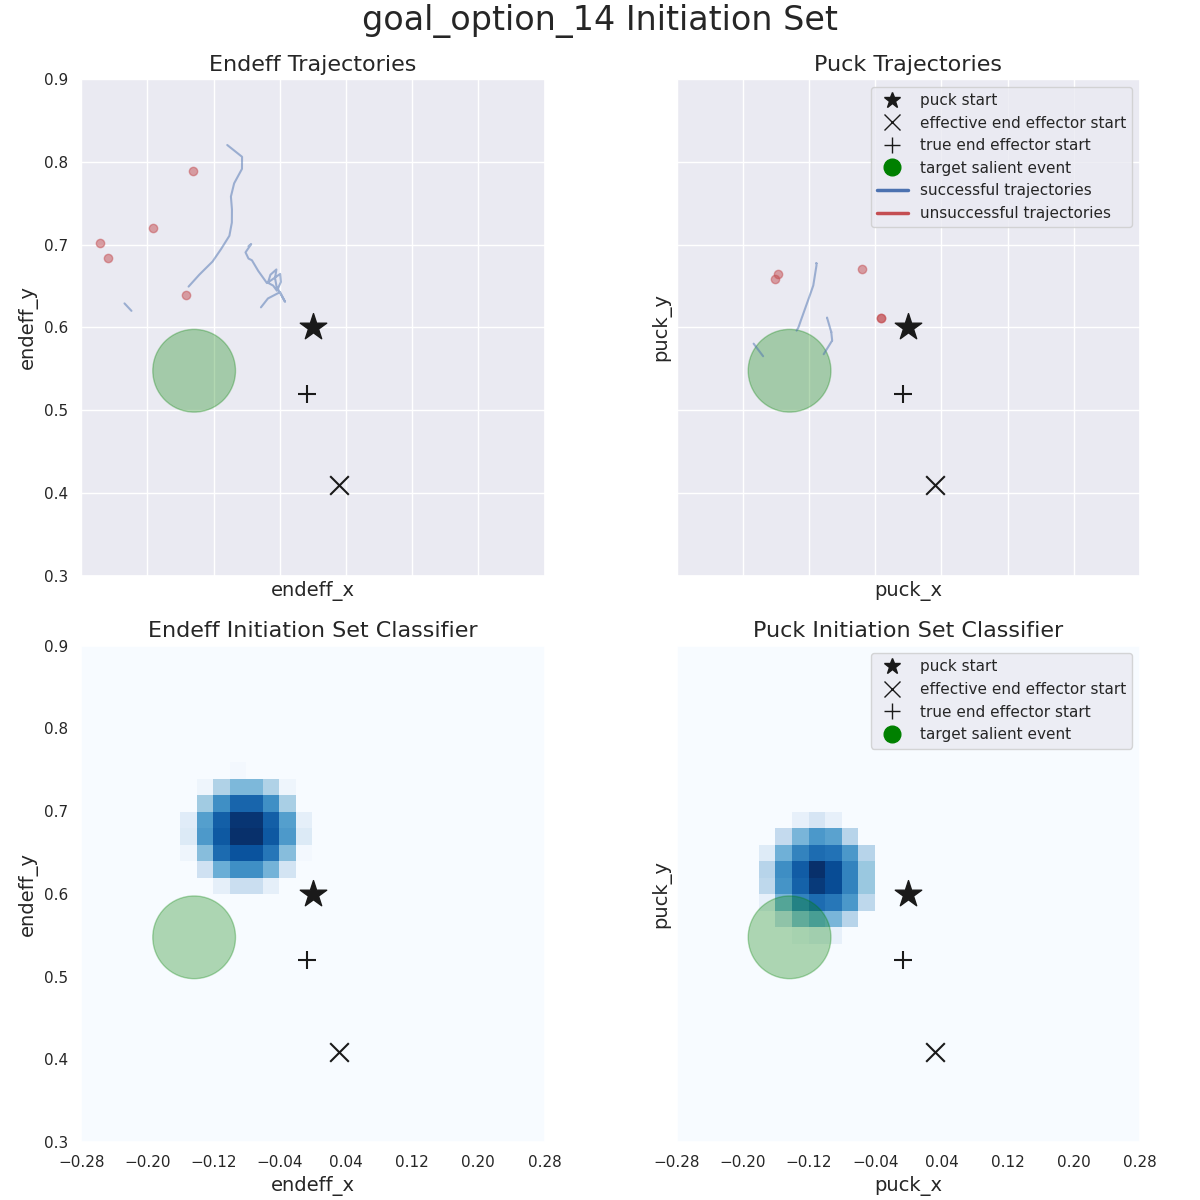 goal_option_14 Initiation Set
Endeff Trajectories
endeff_y
0.9
0.8
0.7
0.6
0.5
0.4
0.3
endeff_x
Puck Trajectories
puck start
effective end effector start
true end effector start
target salient event
successful trajectories
unsuccessful trajectories
puck_y
puck_x
Endeff Initiation Set Classifier
endeff_y
0.9
0.8
0.7
0.6
0.5
0.4
0.3
−0.28 −0.20 −0.12 −0.04 0.04 0.12 0.20 0.28
endeff_x
Puck Initiation Set Classifier
puck start
effective end effector start
true end effector start
target salient event
puck_y
−0.28 −0.20 −0.12 −0.04 0.04 0.12 0.20 0.28
puck_x